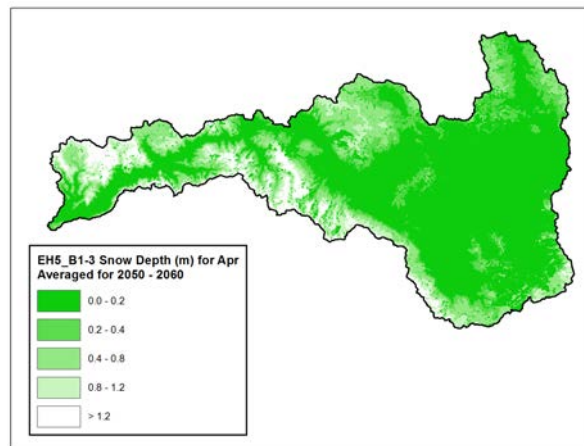 EH5_B1-3 Snow Depth (m) for Apr
Averaged for 2050 - 2060
0.0 - 0.2
0.2 - 0.4
0.4 - 0.8
0.8 - 1.2
> 1.2